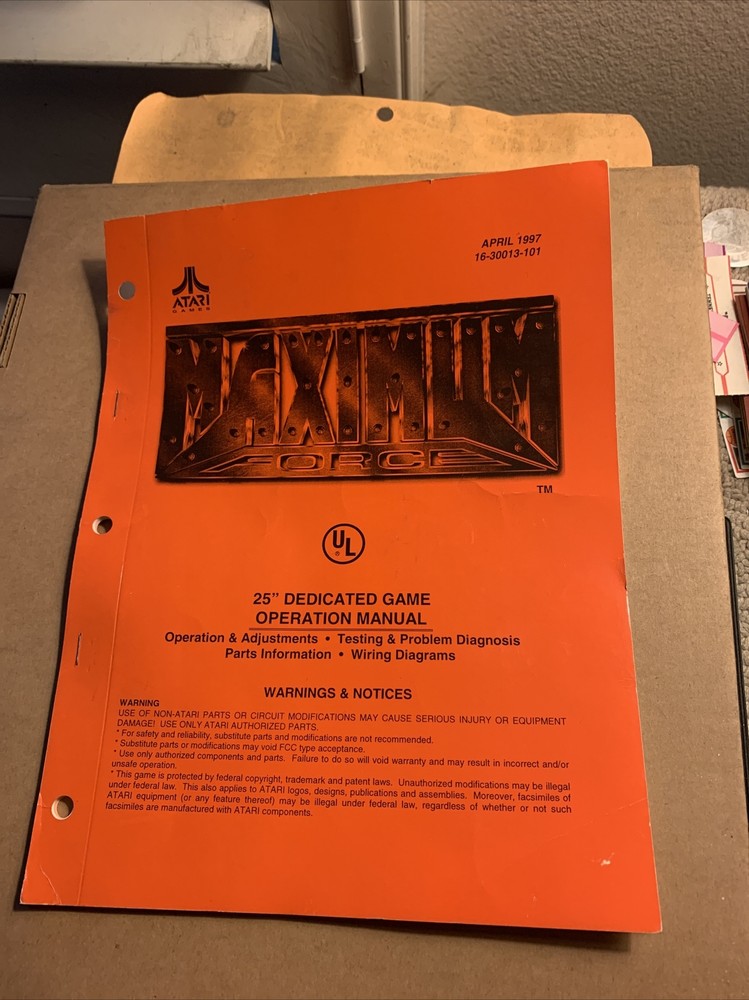 APRIL 1997
16-30013-101
ATARI
GAMES
MAXIMUM
FORCE
TM
UL
®
25" DEDICATED GAME
OPERATION MANUAL
Operation & Adjustments • Testing & Problem Diagnosis
Parts Information • Wiring Diagrams
WARNINGS & NOTICES
WARNING
USE OF NON-ATARI PARTS OR CIRCUIT MODIFICATIONS MAY CAUSE SERIOUS INJURY OR EQUIPMENT
DAMAGE! USE ONLY ATARI AUTHORIZED PARTS.
* For safety and reliability, substitute parts and modifications are not recommended.
* Substitute parts or modifications may void FCC type acceptance.
* Use only authorized components and parts. Failure to do so will void warranty and may result in incorrect and/or
unsafe operation.
* This game is protected by federal copyright, trademark and patent laws. Unauthorized modifications may be illegal
under federal law. This also applies to ATARI logos, designs, publications and assemblies. Moreover, facsimiles of
ATARI equipment (or any feature thereof) may be illegal under federal law, regardless of whether or not such
facsimiles are manufactured with ATARI components.